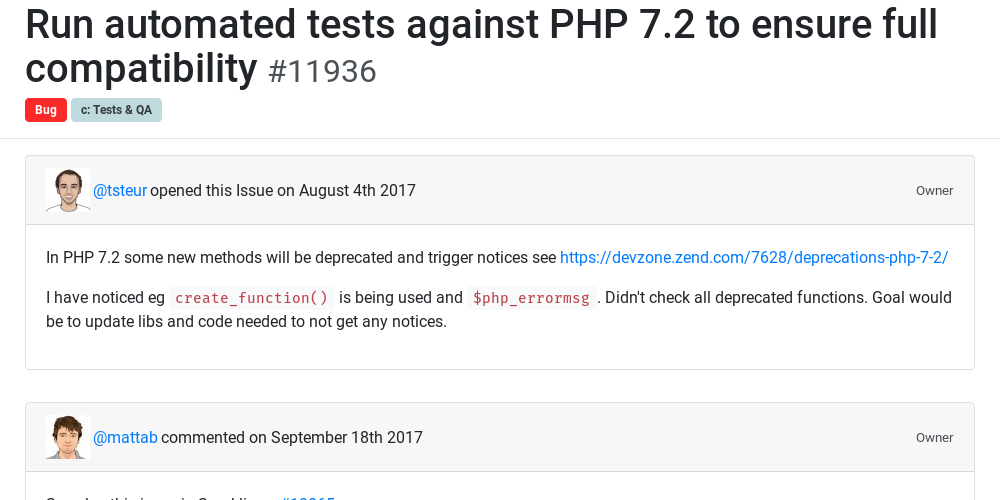 Run automated tests against PHP 7.2 to ensure full
compatibility #11936
Bug c: Tests & QA
@tsteur opened this Issue on August 4th 2017 Owner
In PHP 7.2 some new methods will be deprecated and trigger notices see https://devzone.zend.com/7628/deprecations-php-7-2/
I have noticed eg create_function() is being used and $php_errormsg . Didn't check all deprecated functions. Goal would
be to update libs and code needed to not get any notices.
@mattab commented on September 18th 2017 Owner